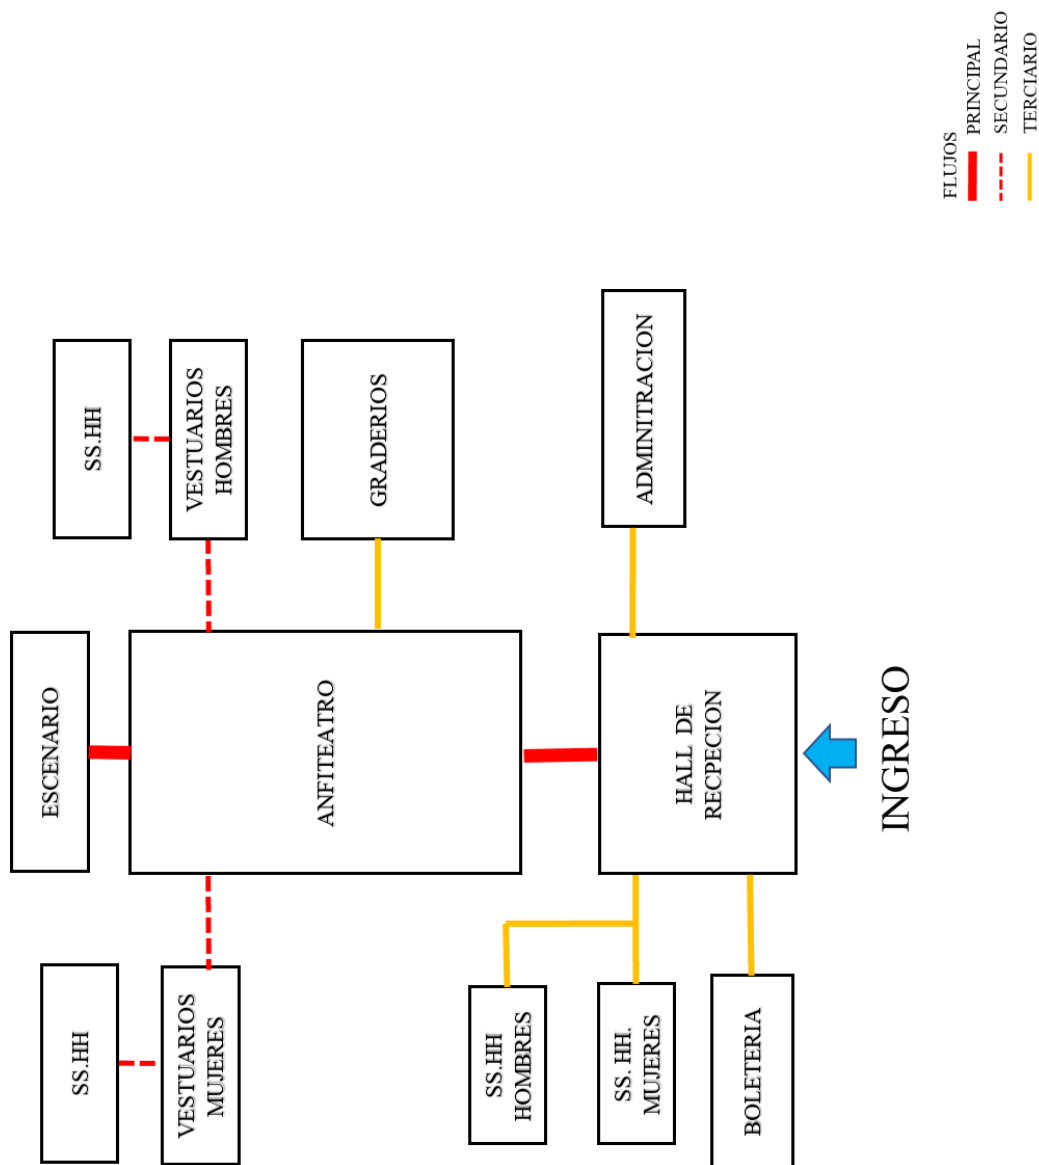 ESCENARIO
SS.HH
SS.HH
VESTUARIOS
MUJERES
VESTUARIOS
HOMBRES
ANFITEATRO
GRADERIOS
SS.HH
HOMBRES
SS. HH.
MUJERES
ADMINITRACION
HALL DE
RECPECION
BOLETERIA
INGRESO
FLUJOS
PRINCIPAL
SECUNDARIO
TERCIARIO